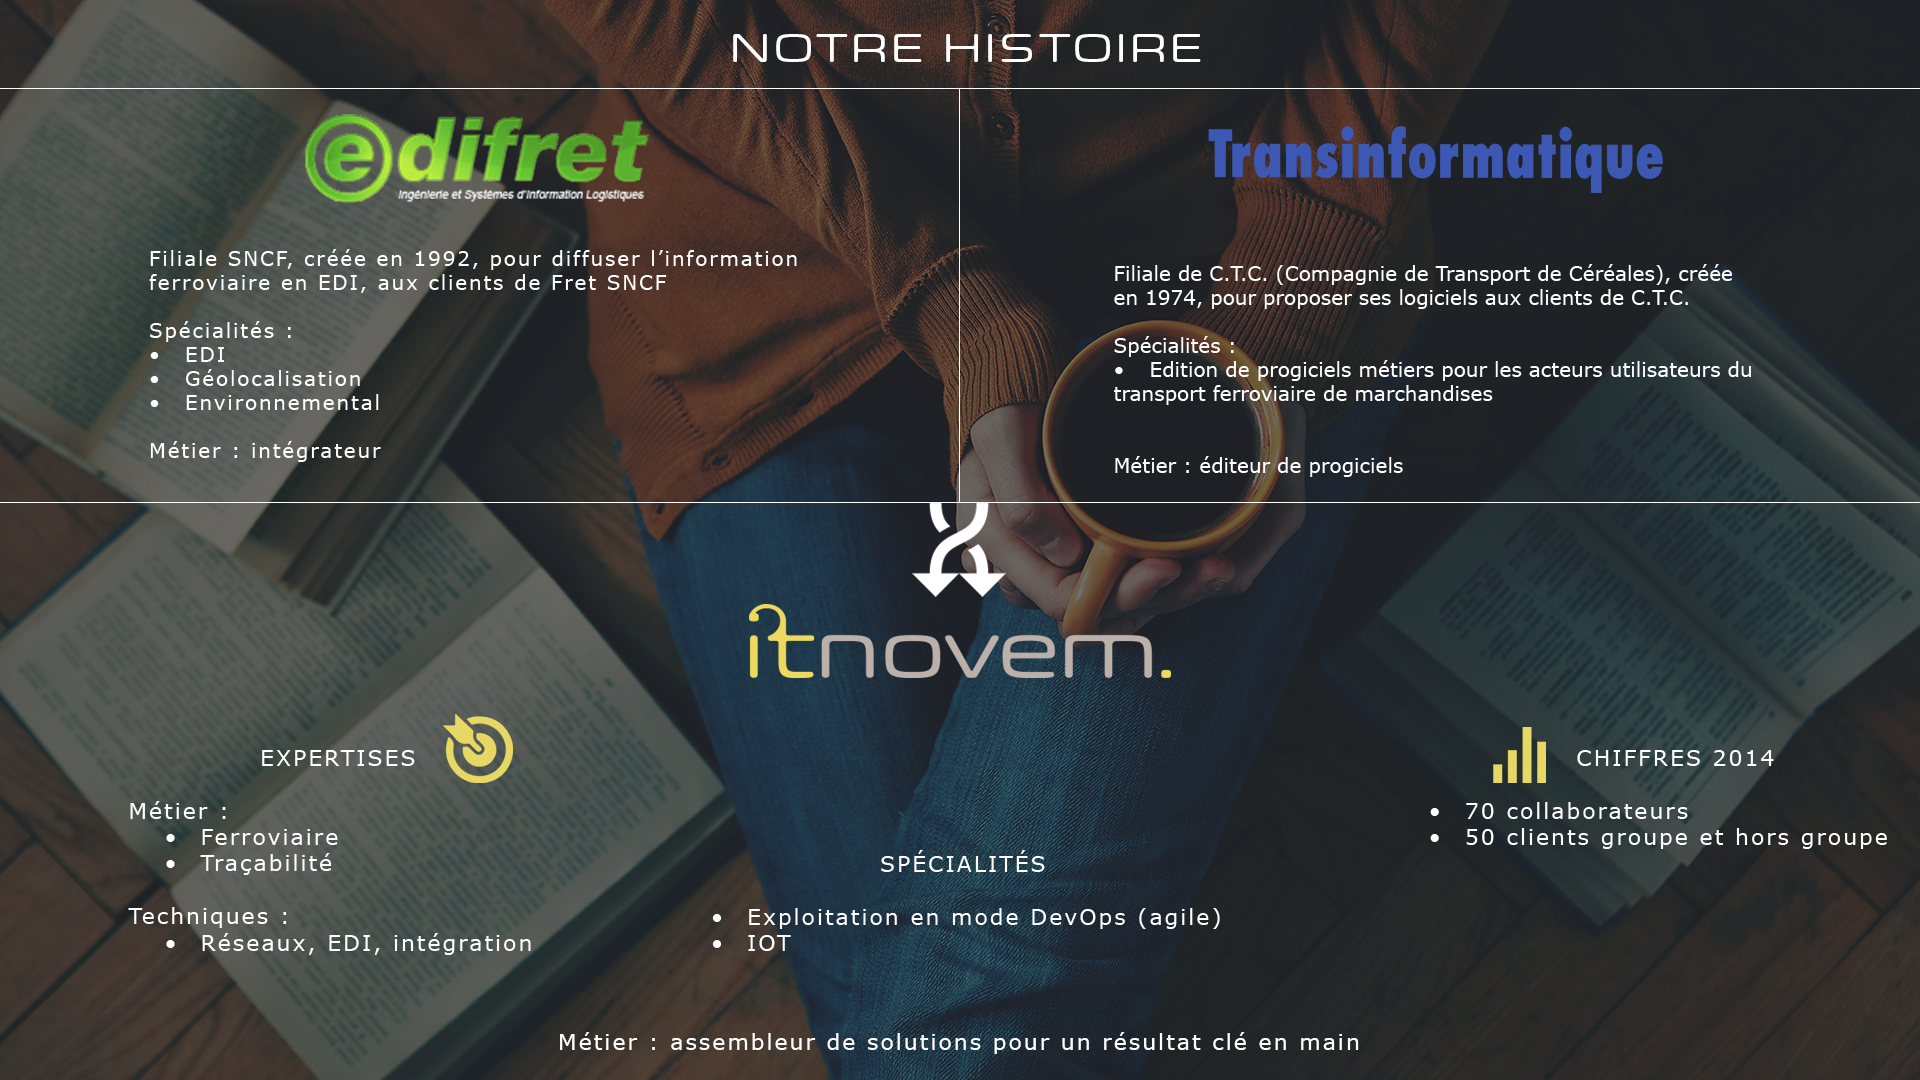 NOTRE HISTOIRE
edifret
Ingénierie et Systèmes d'Information Logistiques
Filiale SNCF, créée en 1992, pour diffuser l’information
ferroviaire en EDI, aux clients de Fret SNCF
Spécialités :
• EDI
• Géolocalisation
• Environnemental
Métier : intégrateur
Transinformatique
Filiale de C.T.C. (Compagnie de Transport de Céréales), créée
en 1974, pour proposer ses logiciels aux clients de C.T.C.
Spécialités :
• Edition de progiciels métiers pour les acteurs utilisateurs du
transport ferroviaire de marchandises
Métier : éditeur de progiciels
itnovem.
EXPERTISES
Métier :
• Ferroviaire
• Traçabilité
Techniques :
• Réseaux, EDI, intégration
SPÉCIALITÉS
• Exploitation en mode DevOps (agile)
• IOT
CHIFFRES 2014
• 70 collaborateurs
• 50 clients groupe et hors groupe
Métier : assembleur de solutions pour un résultat clé en main